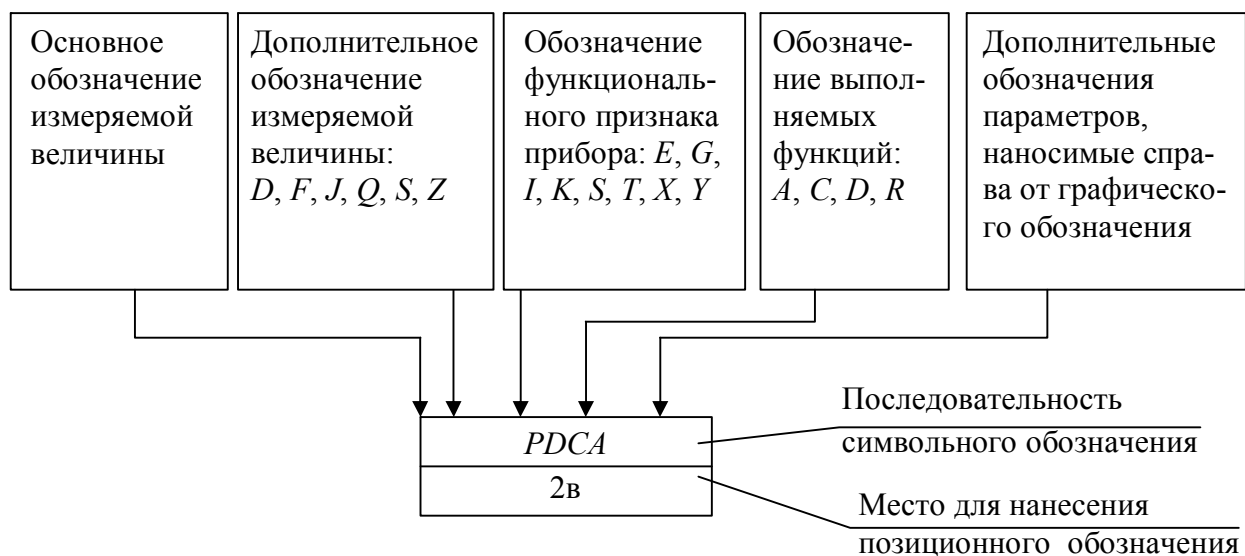 Основное
обозначение
измеряемой
величины
Дополнительное
обозначение
измеряемой
величины:
D, F, J, Q, S, Z
Обозначение
функциональ-
ного признака
прибора: E, G,
I, K, S, T, X, Y
Обозначе-
ние выпол-
няемых
функций:
A, C, D, R
Дополнительные
обозначения
параметров,
наносимые спра-
ва от графическо-
го обозначения
PDCA
2в
Последовательность
символьного обозначения
Место для нанесения
позиционного обозначения